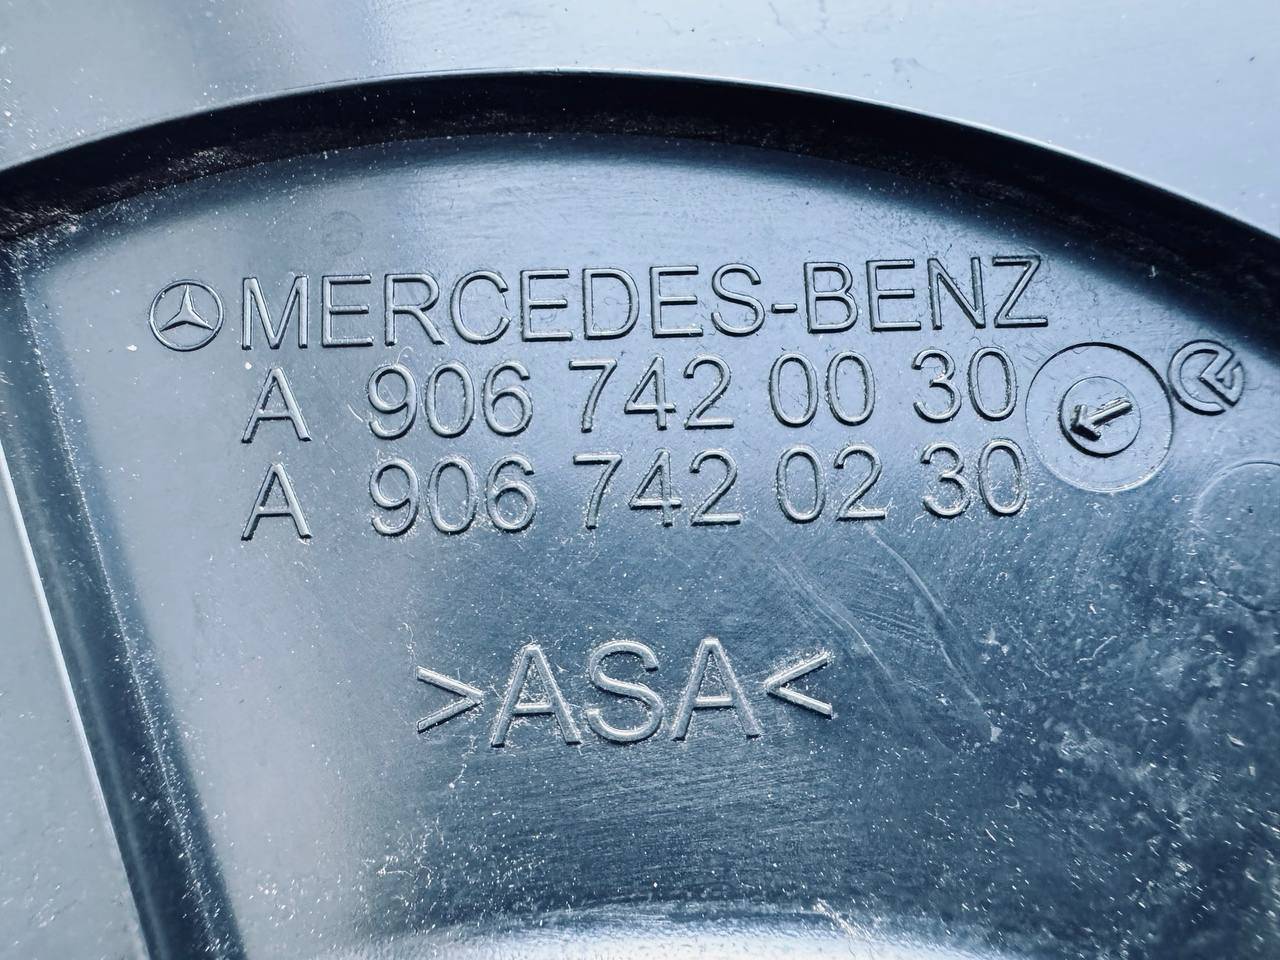 MERCEDES-BENZ
A 906 742 00 30
A 906 742 02 30
>ASA<